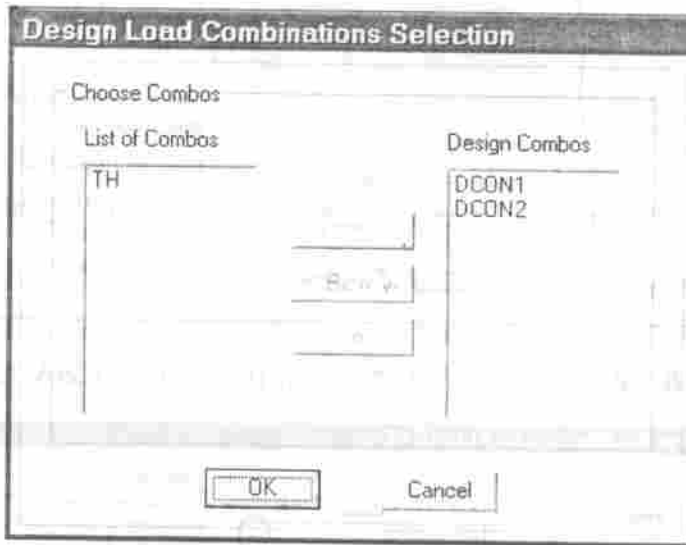 Design Load Combinations Selection
Choose Combos
List of Combos
Design Combos
TH
DCON1
DCON2
OK
Cancel